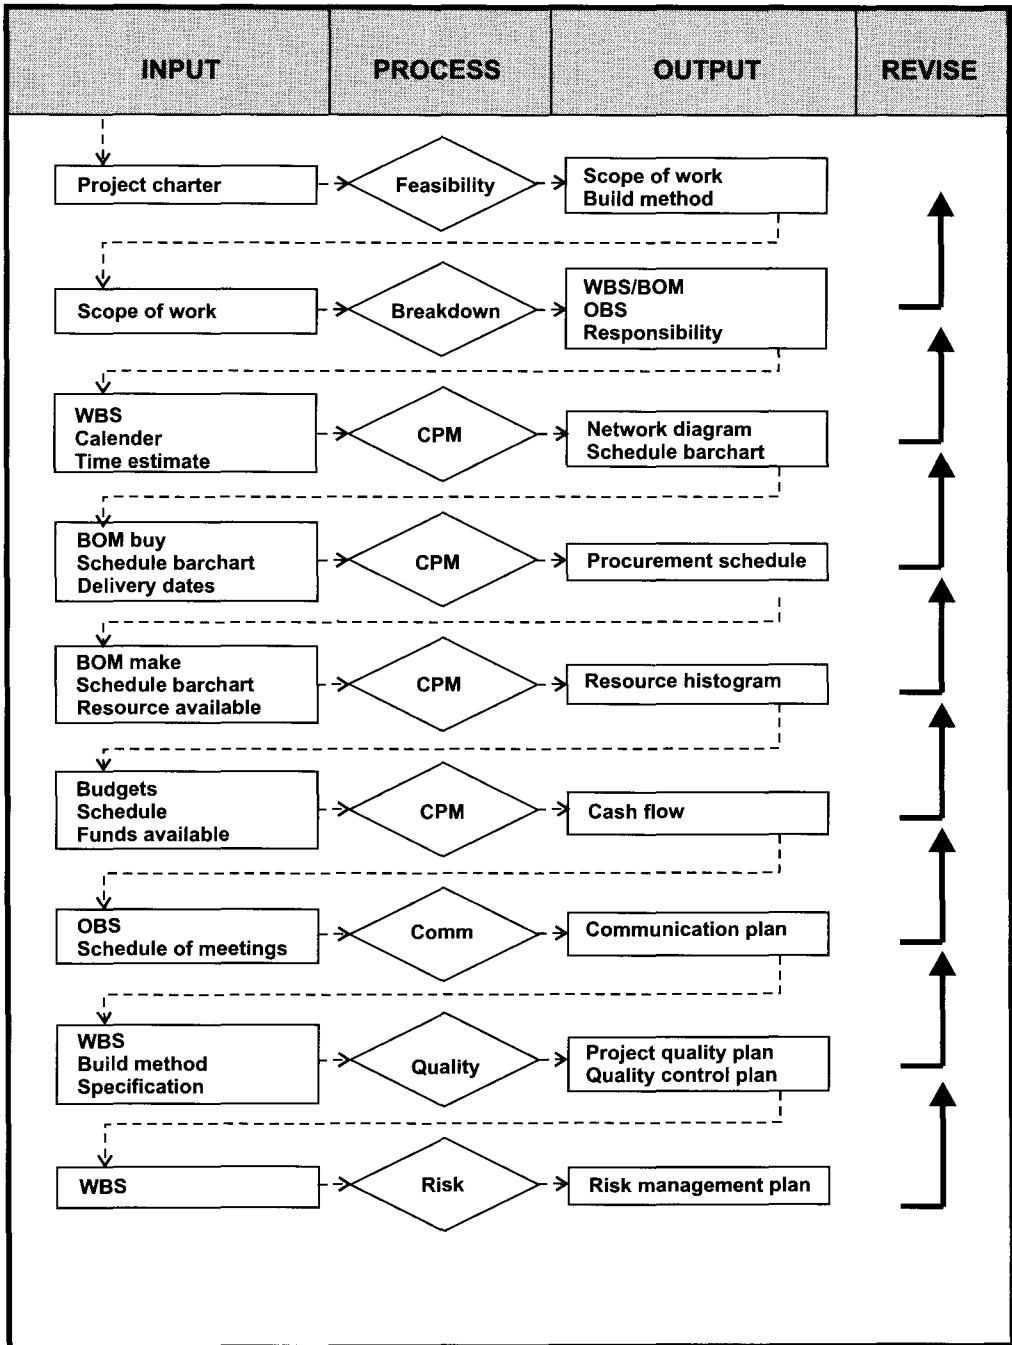 INPUT PROCESS OUTPUT REVISE
Project charter
Feasibility
Scope of work
Build method
Scope of work
Breakdown
WBS/BOM
OBS
Responsibility
WBS
Calender
Time estimate
CPM
Network diagram
Schedule barchart
BOM buy
Schedule barchart
Delivery dates
CPM
Procurement schedule
BOM make
Schedule barchart
Resource available
CPM
Resource histogram
Budgets
Schedule
Funds available
CPM
Cash flow
OBS
Schedule of meetings
Comm
Communication plan
WBS
Build method
Specification
Quality
Project quality plan
Quality control plan
WBS
Risk
Risk management plan